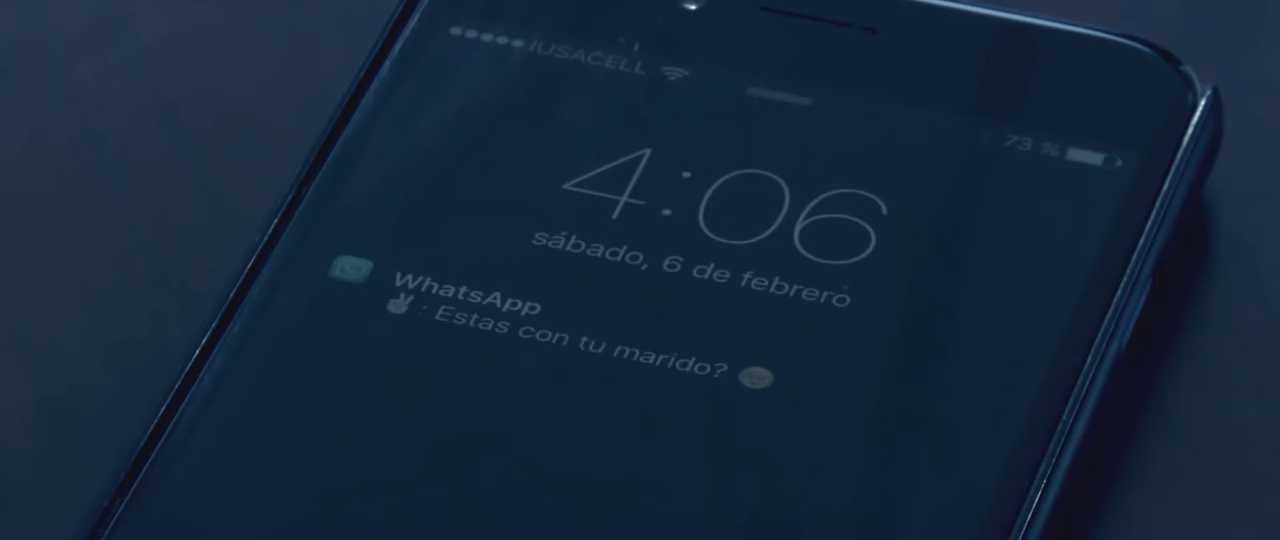 IUSACELL
73 %
4:06
sábado, 6 de febrero
WhatsApp
✌: Estas con tu marido? 😏